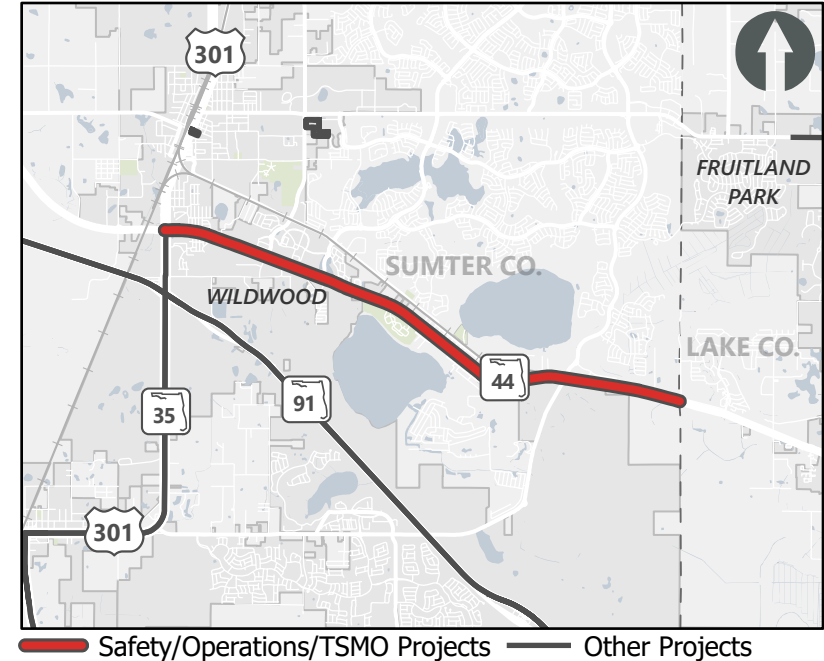 301
FRUITLAND
PARK
SUMTER CO.
WILDWOOD
LAKE CO.
44
91
35
301
Safety/Operations/TSMO Projects
Other Projects